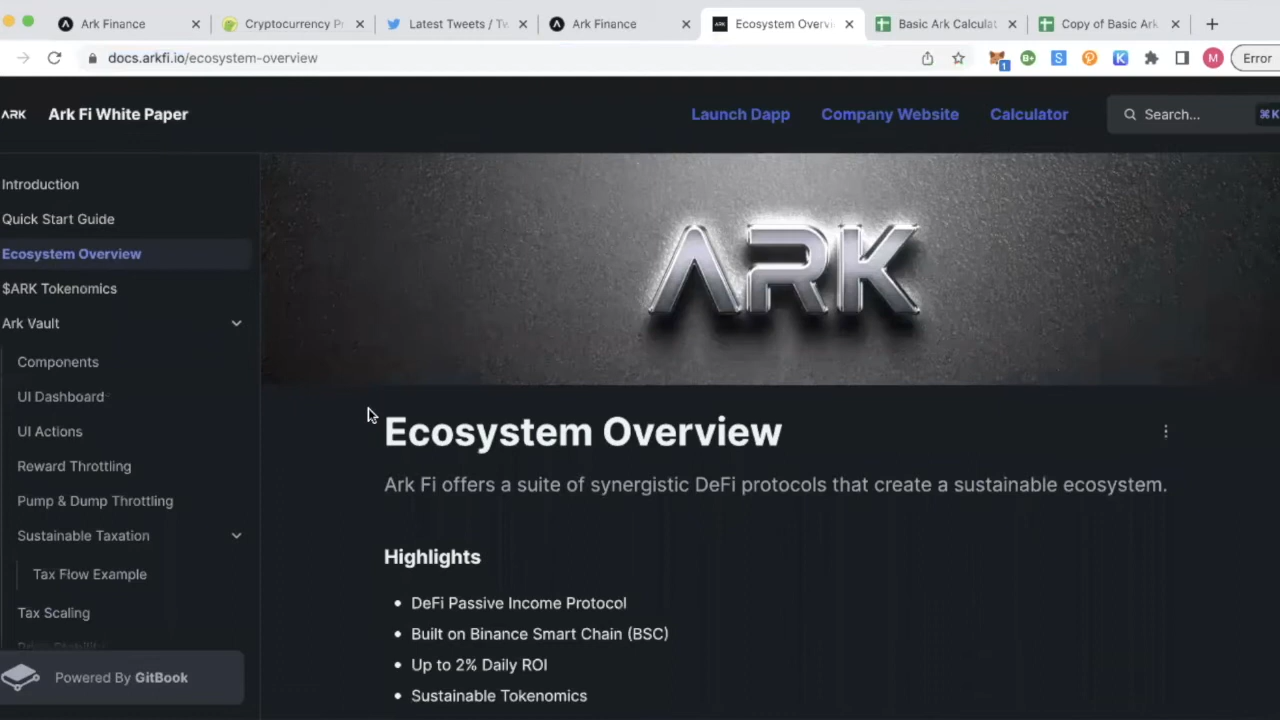 Ark Finance
Cryptocurrency Pr
Latest Tweets / Tw
Ark Finance
Ecosystem Overvi
Basic Ark Calculat
Copy of Basic Ark
docs.arkfi.io/ecosystem-overview
1
B+
S
K
M
Error
ARK
Ark Fi White Paper
Launch Dapp
Company Website
Calculator
Search...
⌘K
Introduction
Quick Start Guide
Ecosystem Overview
$ARK Tokenomics
Ark Vault
Components
UI Dashboard
UI Actions
Reward Throttling
Pump & Dump Throttling
Sustainable Taxation
Tax Flow Example
Tax Scaling
Price Stability
Powered By GitBook
ARK
Ecosystem Overview
Ark Fi offers a suite of synergistic DeFi protocols that create a sustainable ecosystem.
Highlights
• DeFi Passive Income Protocol
• Built on Binance Smart Chain (BSC)
• Up to 2% Daily ROI
• Sustainable Tokenomics